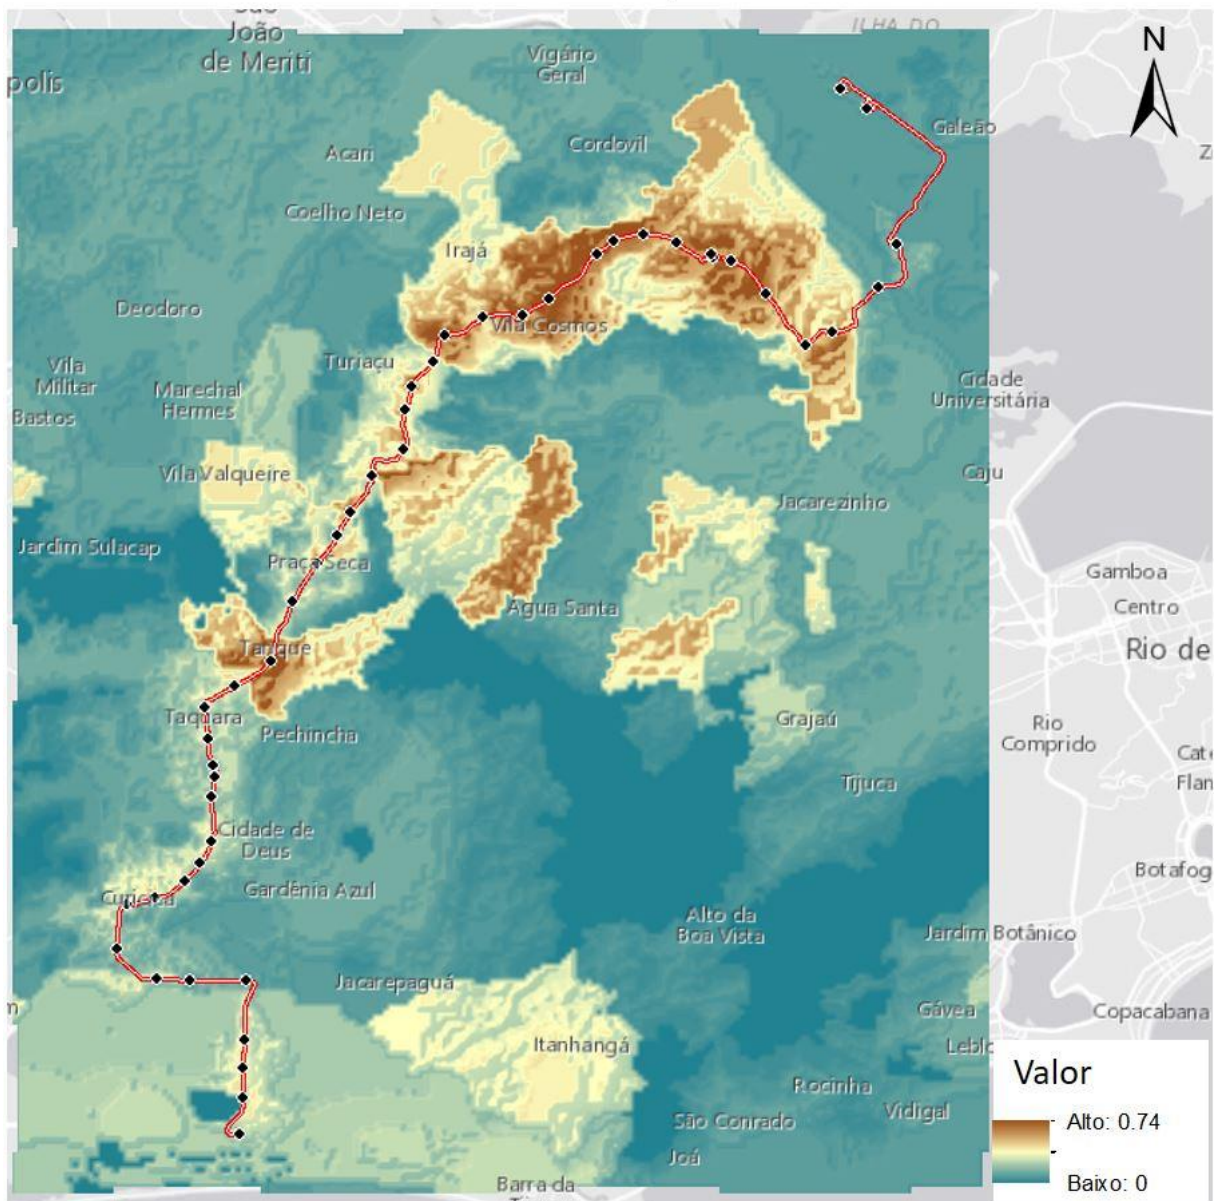 ILHA DO
São
João
de Meriti
Vigário
Geral
N
polis
Galeão
Cordovil
Acari
Z
Coelho Neto
Irajá
Deodoro
Vila Cosmos
Turiaçu
Vila
Militar
Marechal
Hermes
Bastos
Cidade
Universitária
Vila Valqueire
Caju
Jacarezinho
Jardim Sulacap
Praça Seca
Gamboa
Agua Santa
Centro
Tanque
Rio de
Taquara
Pechincha
Grajaú
Rio
Comprido
Cate
Flan
Tijuca
Cidade de
Deus
Gardênia Azul
Curicica
Botafog
Alto da
Boa Vista
Jardim Botânico
Jacarepaguá
m
Gávea
Copacabana
Itanhangá
Leblo
Valor
Rocinha
Vidigal
São Conrado
Alto: 0.74
Joá
Baixo: 0
Barra da